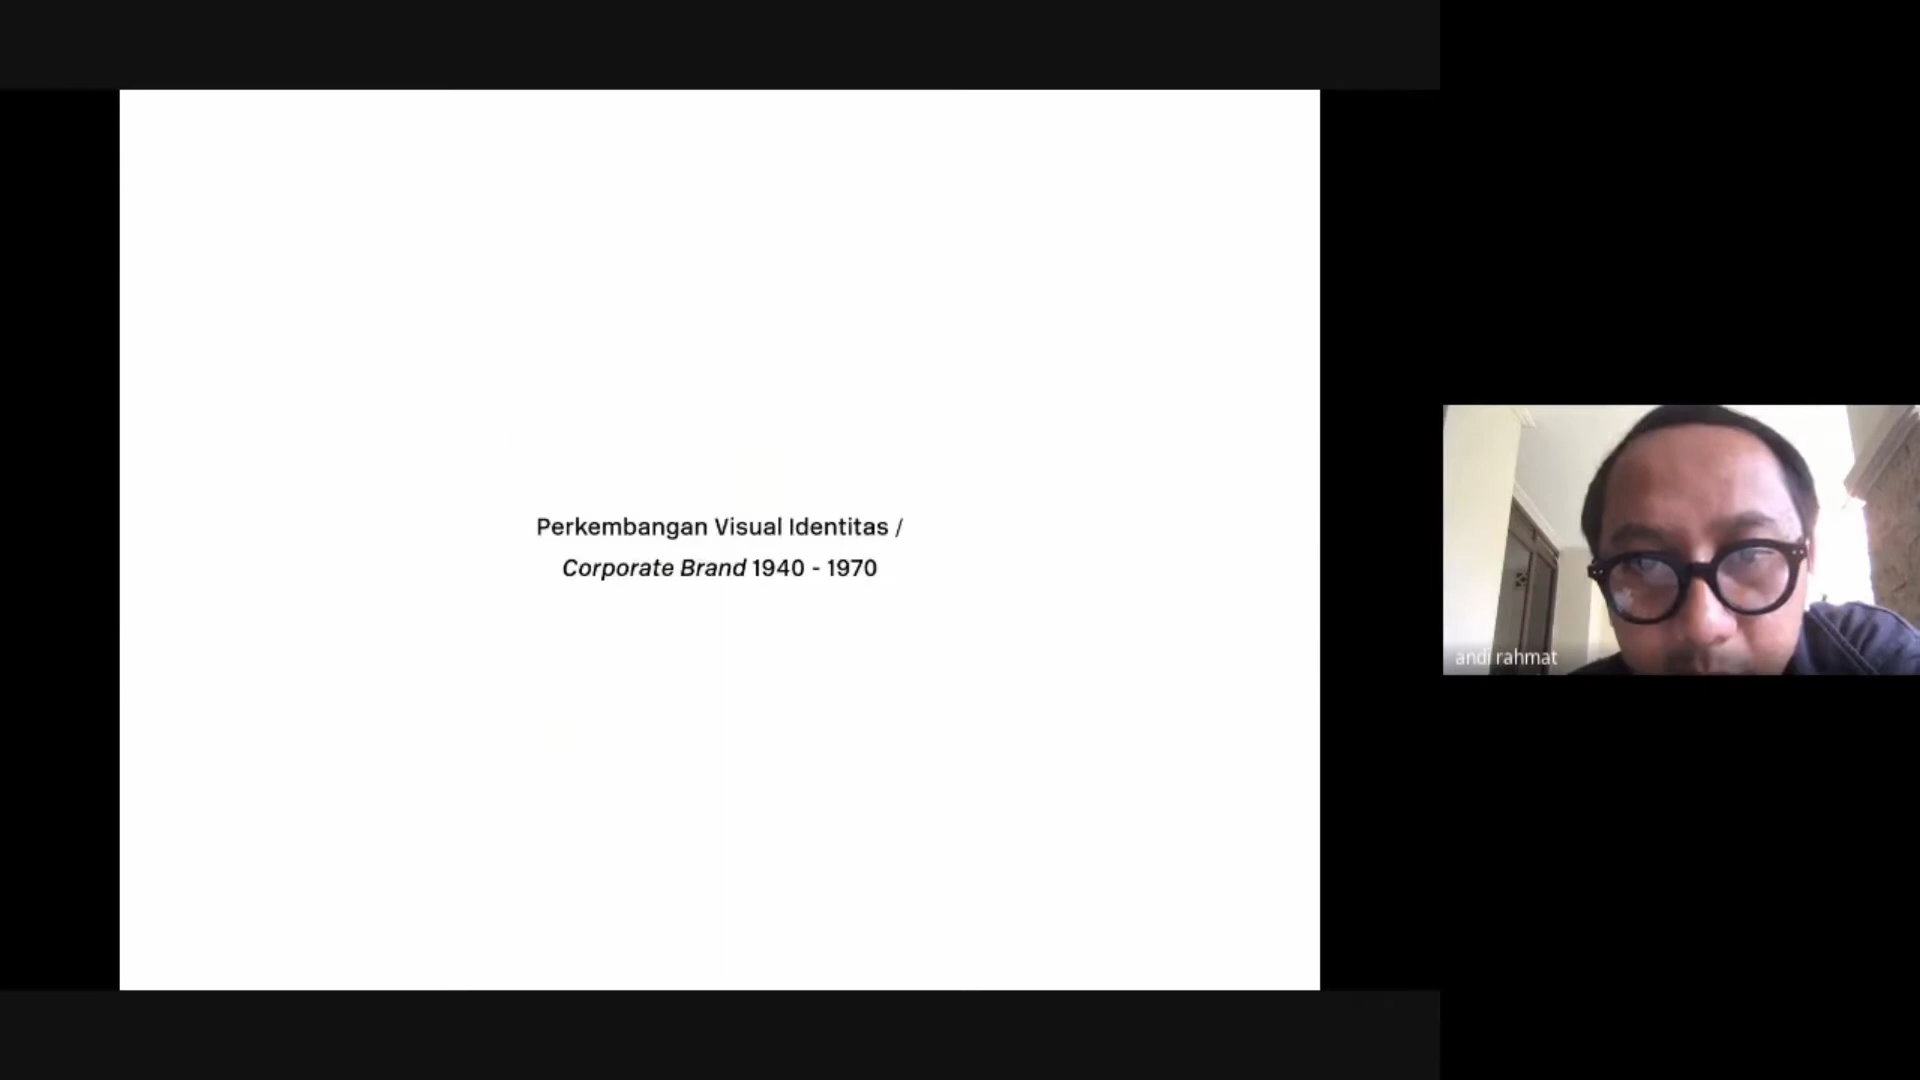 Perkembangan Visual Identitas /
Corporate Brand 1940 - 1970
andi rahmat